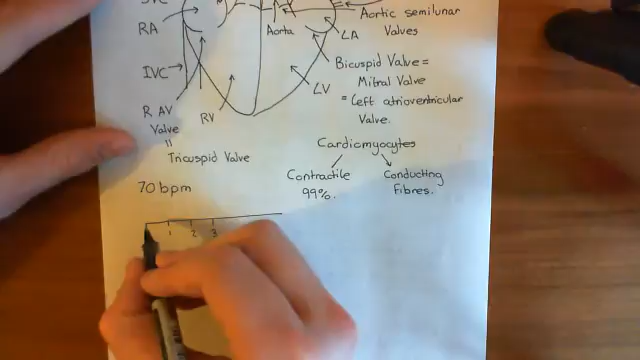 SVC
Aortic semilunar
Valves
RA
Aorta
LA
Bicuspid Valve =
Mitral Valve
= Left atrioventricular
Valve.
IVC
LV
R AV
Valve
=
Tricuspid Valve
RV
Cardiomyocytes
Contractile
99%.
Conducting
Fibres.
70 bpm
1 2 3